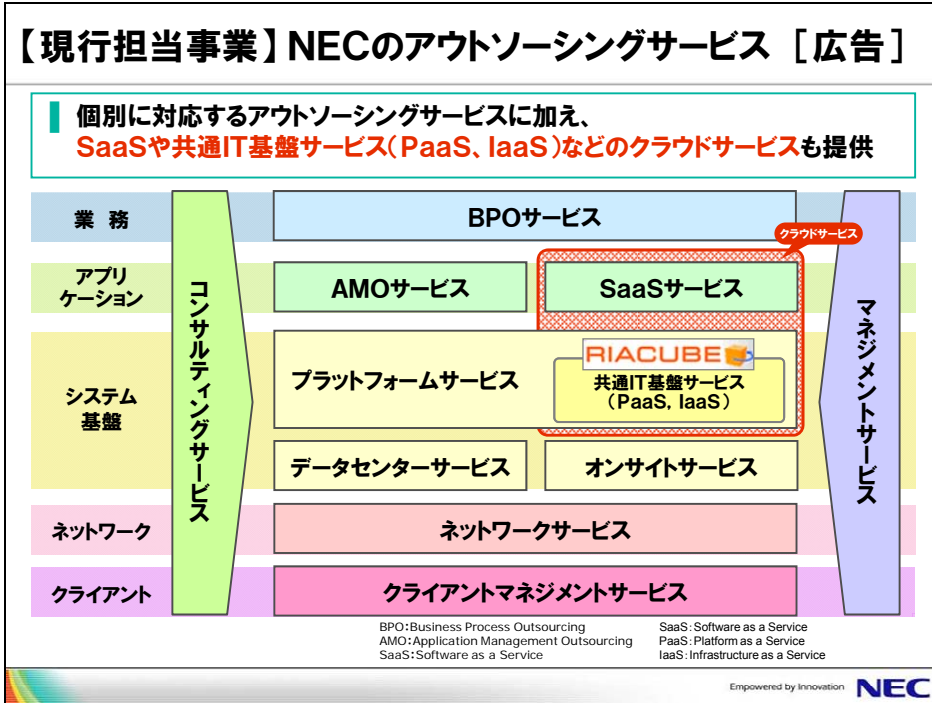 【現行担当事業】NECのアウトソーシングサービス［広告］
個別に対応するアウトソーシングサービスに加え、
SaaSや共通IT基盤サービス(PaaS、IaaS)などのクラウドサービスも提供
業 務
BPOサービス
クラウドサービス
アプリ
ケーション
AMOサービス
SaaSサービス
コンサルティングサービス
マネジメントサービス
システム
基盤
プラットフォームサービス
RIACUBE
共通IT基盤サービス
（PaaS, IaaS）
データセンターサービス
オンサイトサービス
ネットワーク
ネットワークサービス
クライアント
クライアントマネジメントサービス
BPO：Business Process Outsourcing
AMO：Application Management Outsourcing
SaaS：Software as a Service
SaaS：Software as a Service
PaaS：Platform as a Service
IaaS：Infrastructure as a Service
Empowered by Innovation
NEC